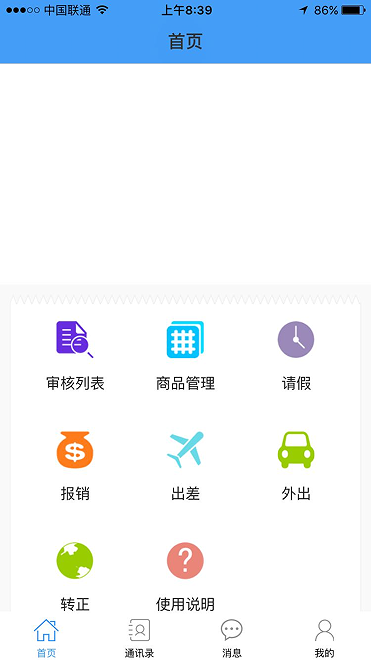 中国联通 上午8:39 86%
首页
审核列表 商品管理 请假
$
报销 出差 外出
?
转正 使用说明
首页 通讯录 消息 我的